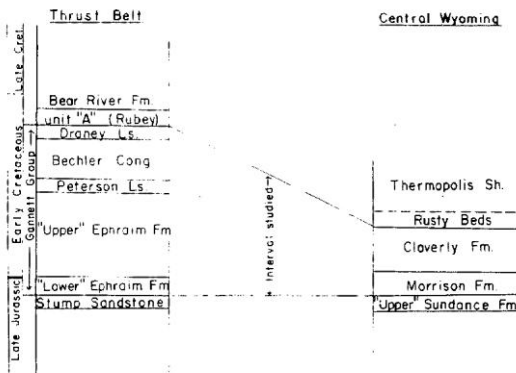 Thrust Belt
Central Wyoming
Late Cret.
Early Cretaceous
Late Jurassic
Gannett Group
Bear River Fm.
unit "A" (Rubey)
Draney Ls.
Bechler Cong
Peterson Ls.
"Upper" Ephraim Fm
"Lower" Ephraim Fm
Stump Sandstone
Interval studied
Thermopolis Sh.
Rusty Beds
Cloverly Fm.
Morrison Fm.
"Upper" Sundance Fm